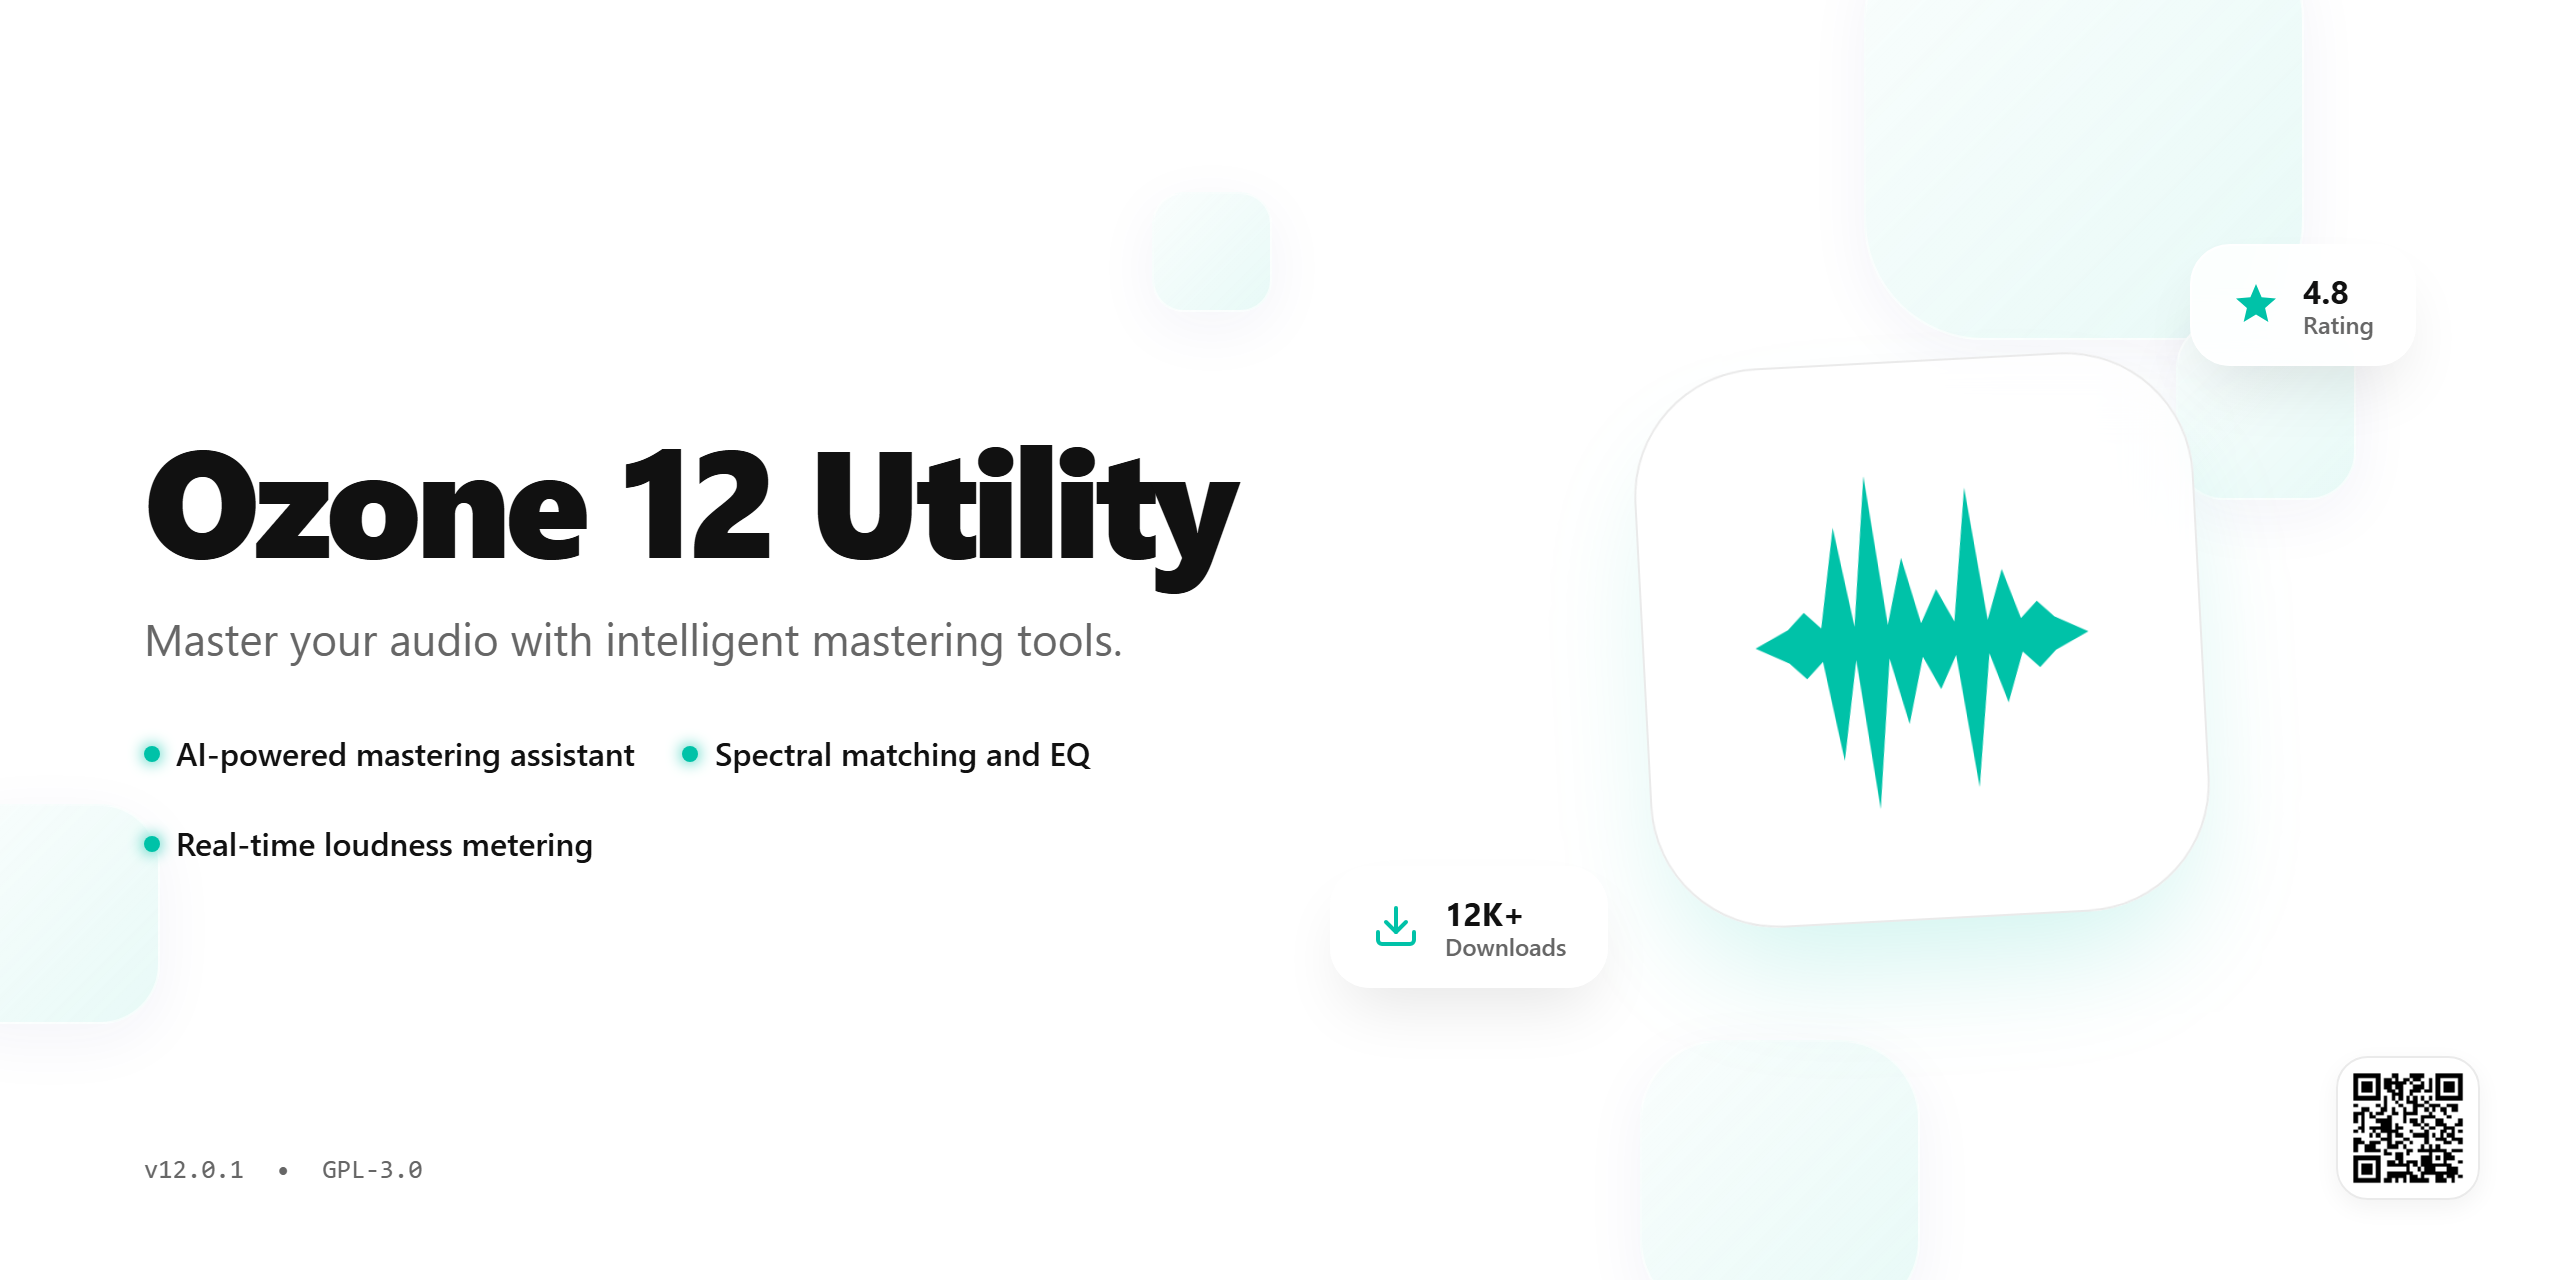 Ozone 12 Utility
Master your audio with intelligent mastering tools.
AI-powered mastering assistant
Spectral matching and EQ
Real-time loudness metering
4.8
Rating
12K+
Downloads
v12.0.1 • GPL-3.0